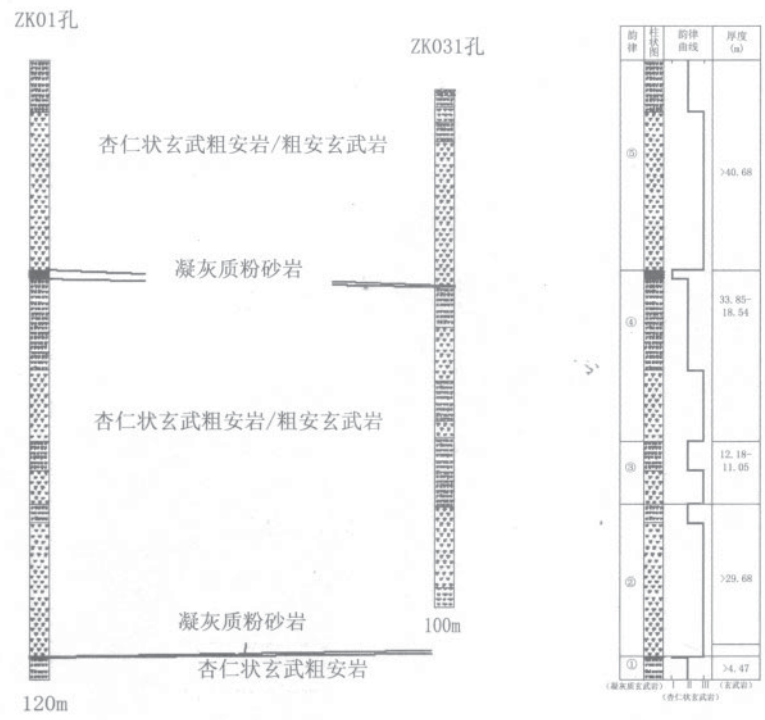 ZK01孔
ZK031孔
杏仁状玄武粗安岩/粗安玄武岩
凝灰质粉砂岩
杏仁状玄武粗安岩/粗安玄武岩
凝灰质粉砂岩
杏仁状玄武粗安岩
100m
120m
韵律
柱状图
韵律曲线
厚度(m)
⑤
>40.68
④
33.85-
18.54
③
12.18-
11.05
②
>29.68
①
>4.47
(凝灰质玄武岩)
I
II
III
(玄武岩)
(杏仁状玄武岩)